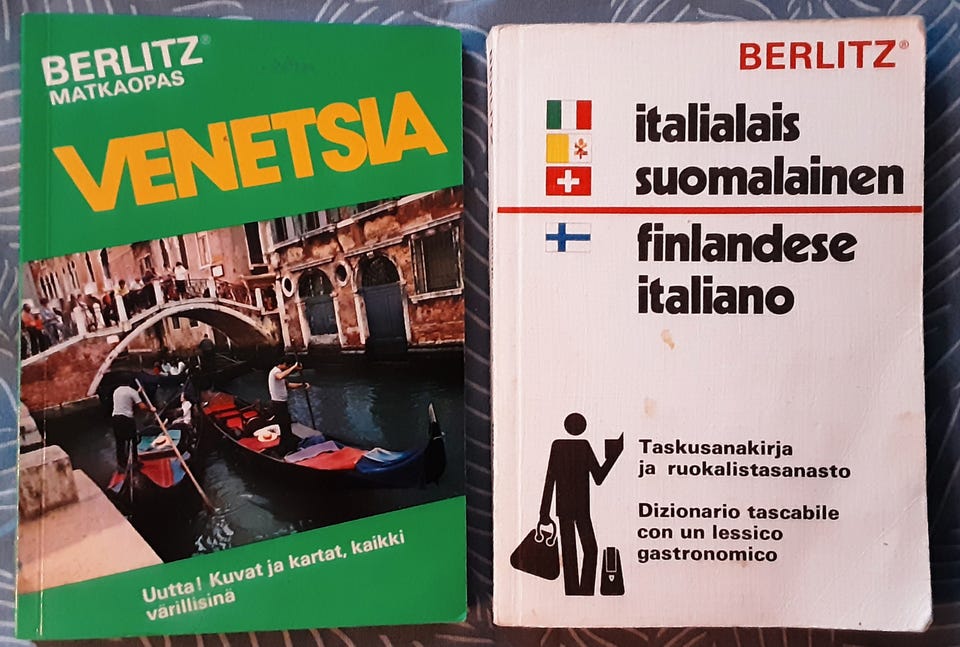 BERLITZ®
MATKAOPAS
VENETSIA
Uutta! Kuvat ja kartat, kaikki
värillisinä
BERLITZ®
italialais
suomalainen
finlandese
italiano
Taskusanakirja
ja ruokalistasanasto
Dizionario tascabile
con un lessico
gastronomico